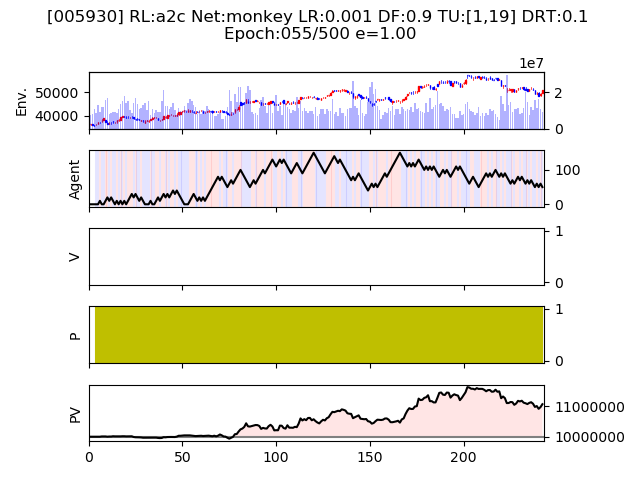 [005930] RL:a2c Net:monkey LR:0.001 DF:0.9 TU:[1,19] DRT:0.1
Epoch:055/500 e=1.00
1e7
Env.
50000
40000
2
0
Agent
100
0
V
1
0
P
1
0
PV
11000000
10000000
0 50 100 150 200